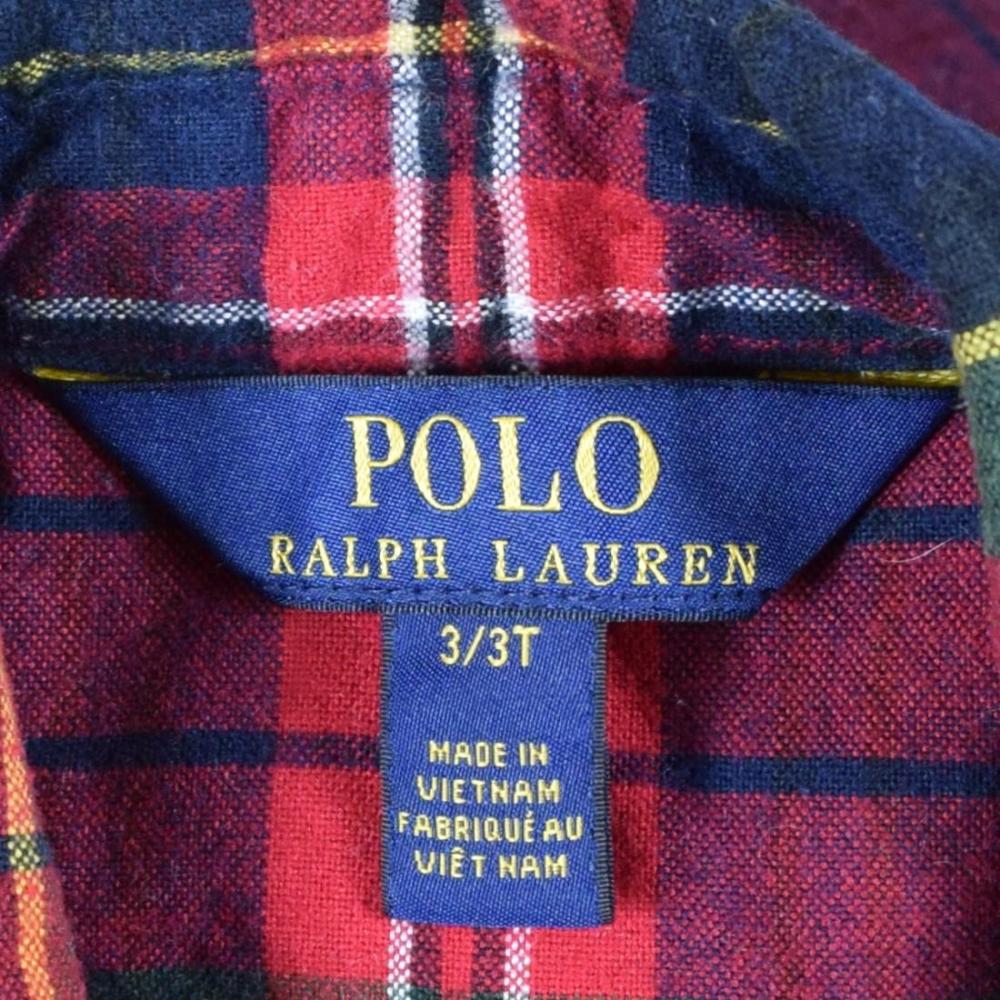 POLO
RALPH LAUREN
3/3T
MADE IN
VIETNAM
FABRIQUÉ AU
VIÊT NAM